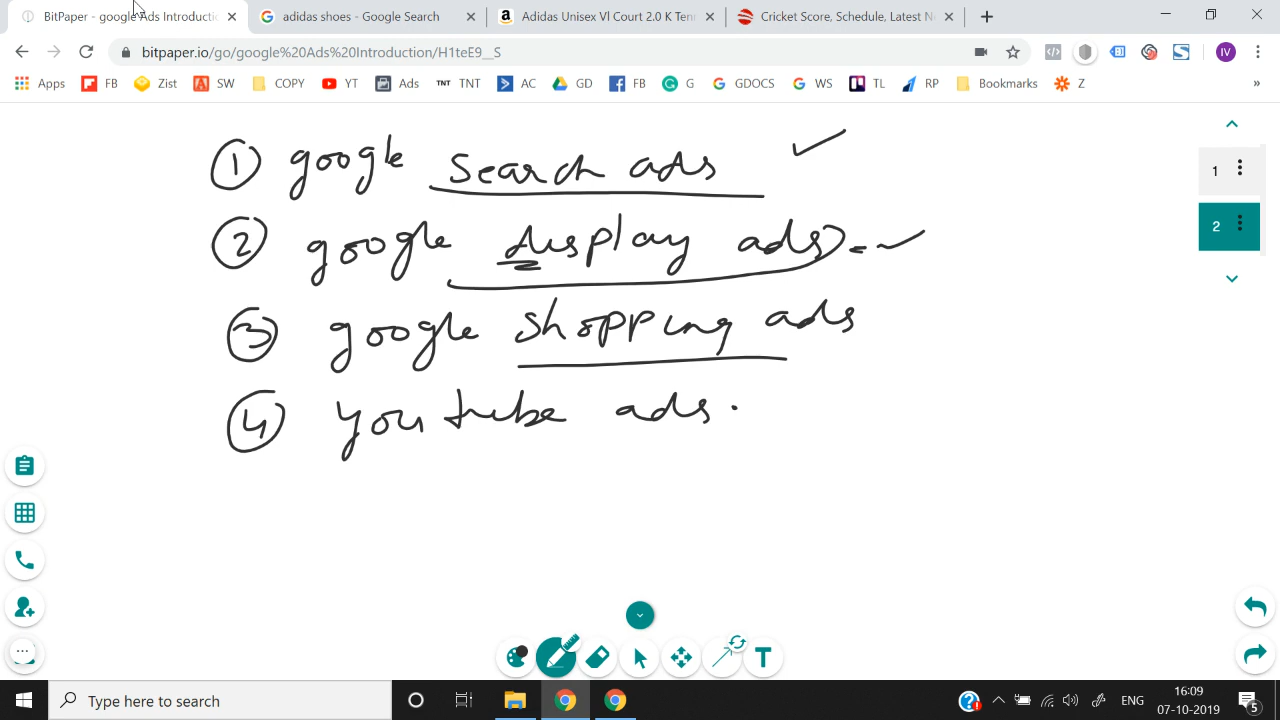 BitPaper - google Ads Introductic
adidas shoes - Google Search
Adidas Unisex Vl Court 2.0 K Ten
Cricket Score, Schedule, Latest N
bitpaper.io/go/google%20Ads%20Introduction/H1teE9__S
IV
Apps FB Zist SW COPY YT Ads TNT TNT AC GD FB G GDOCS WS TL RP Bookmarks Z »
1 google search ads
2 google display ads
3 google shopping ads
4 youtube ads.
1
2
T
Type here to search
ENG
16:09
07-10-2019
5